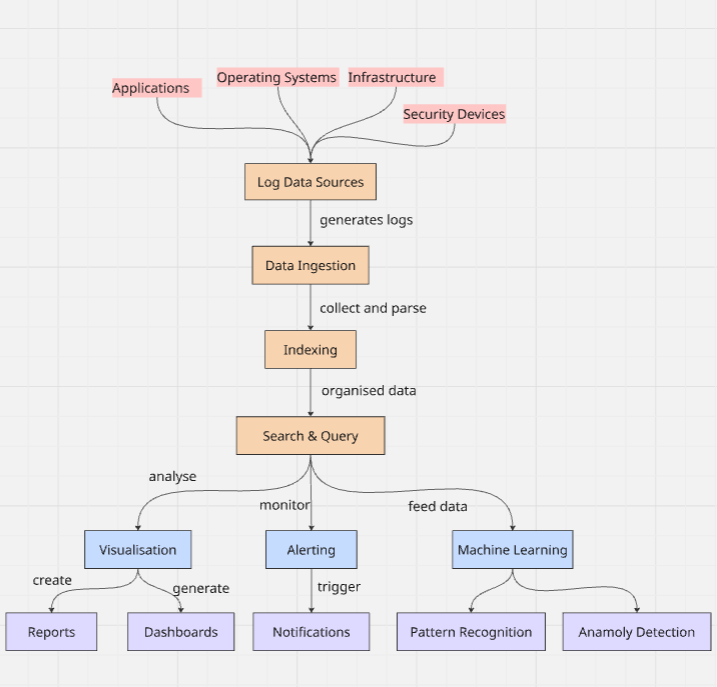 Operating Systems
Infrastructure
Applications
Security Devices
Log Data Sources
generates logs
Data Ingestion
collect and parse
Indexing
organised data
Search & Query
analyse
monitor
feed data
Visualisation
Alerting
Machine Learning
create
generate
trigger
Reports
Dashboards
Notifications
Pattern Recognition
Anamoly Detection